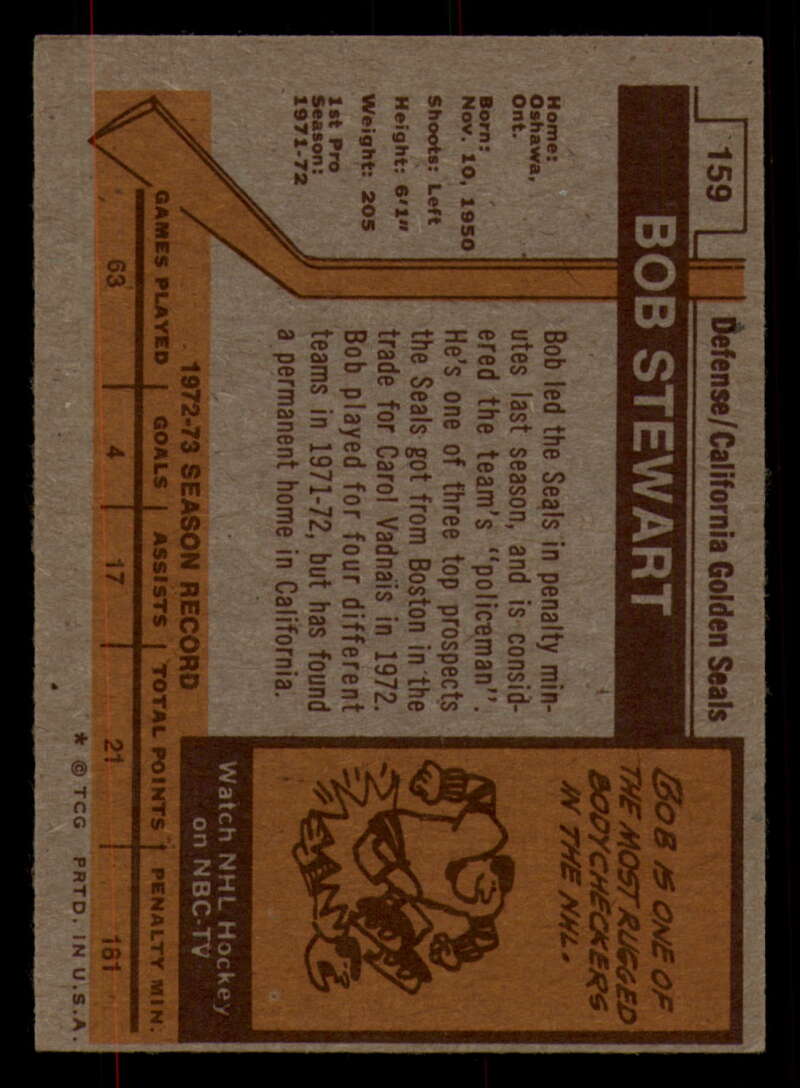 159
Defense/California Golden Seals
BOB STEWART
Home:
Oshawa,
Ont.
Born:
Nov. 10, 1950
Shoots: Left
Height: 6'1"
Weight: 205
1st Pro
Season:
1971-72
Bob led the Seals in penalty min-
utes last season, and is consid-
ered the team's "policeman".
He's one of three top prospects
the Seals got from Boston in the
trade for Carol Vadnais in 1972.
Bob played for four different
teams in 1971-72, but has found
a permanent home in California.
BOB IS ONE OF
THE MOST RUGGED
BODYCHECKERS
IN THE NHL.
Watch NHL Hockey
on NBC-TV
1972-73 SEASON RECORD
GAMES PLAYED GOALS ASSISTS TOTAL POINTS PENALTY MIN.
63 4 17 21 181
* © TCG PRTD. IN U.S.A.